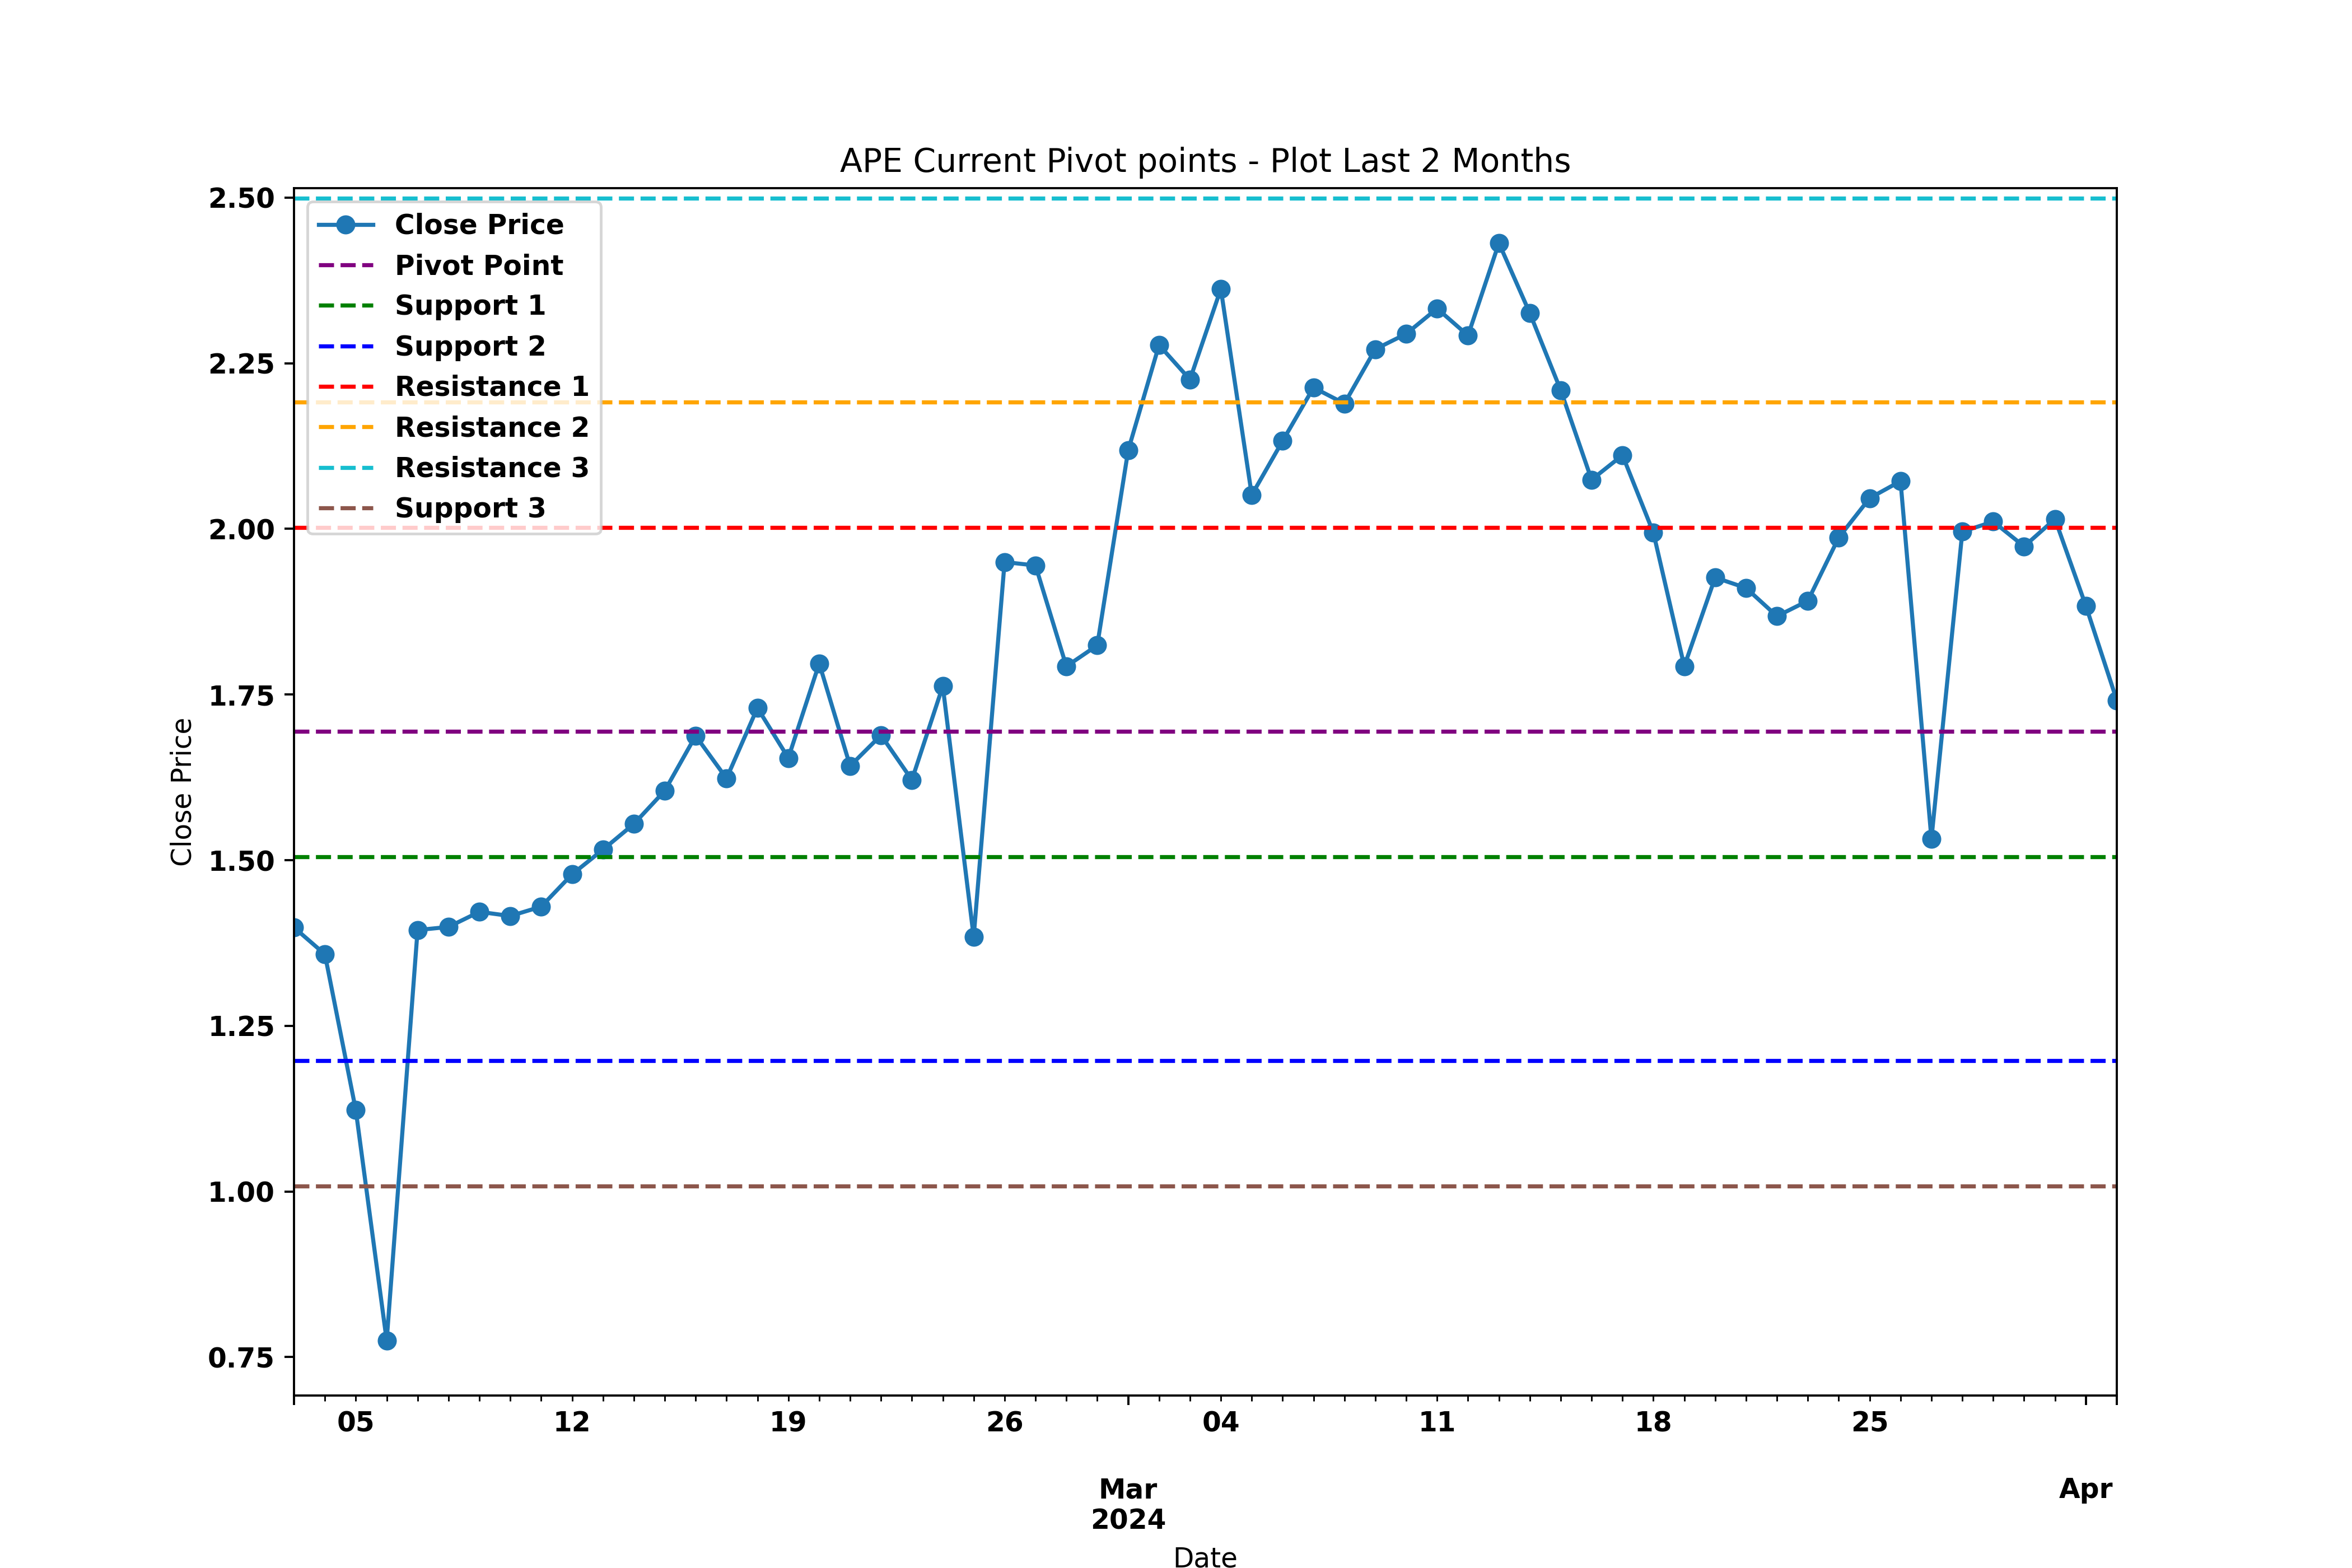 APE Current Pivot points - Plot Last 2 Months
2.50
2.25
2.00
1.75
1.50
1.25
1.00
0.75
Close Price
Close Price
Pivot Point
Support 1
Support 2
Resistance 1
Resistance 2
Resistance 3
Support 3
05 12 19 26 04 11 18 25
Mar Apr
2024
Date